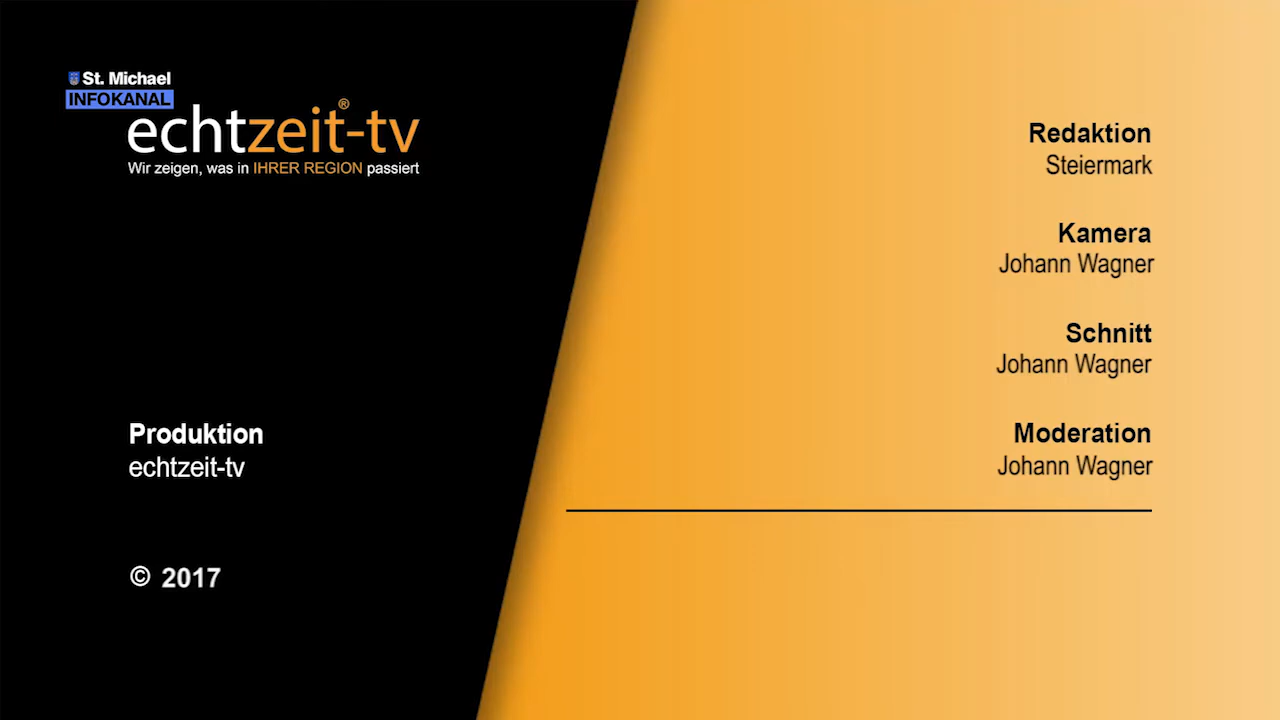 St. Michael
INFOKANAL
echtzeit-tv®
Wir zeigen, was in IHRER REGION passiert
Produktion
echtzeit-tv
© 2017
Redaktion
Steiermark
Kamera
Johann Wagner
Schnitt
Johann Wagner
Moderation
Johann Wagner